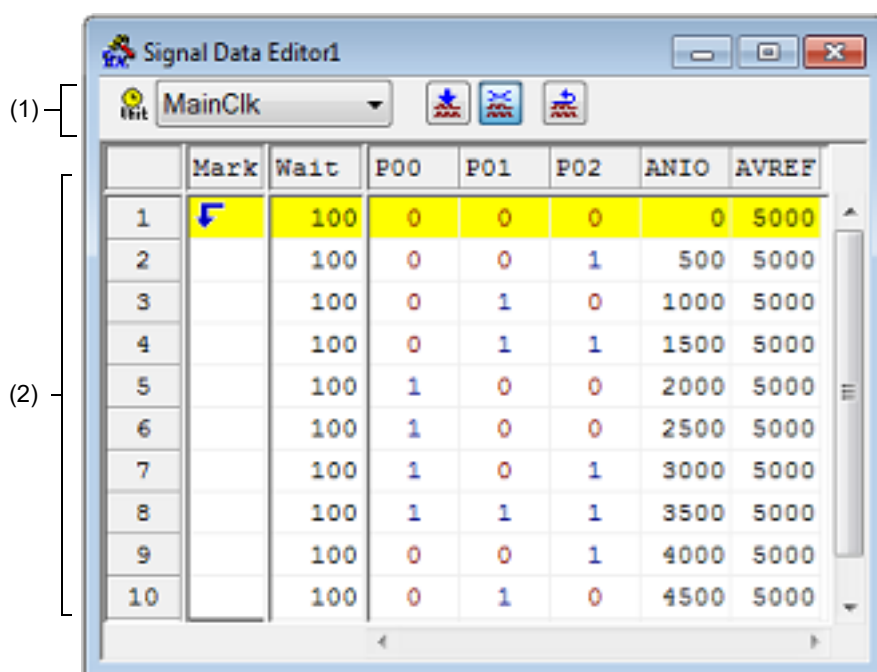 Signal Data Editor1
(1)
Unit MainClk
Mark Wait P00 P01 P02 ANI0 AVREF
(2)
1 100 0 0 0 0 5000
2 100 0 0 1 500 5000
3 100 0 1 0 1000 5000
4 100 0 1 1 1500 5000
5 100 1 0 0 2000 5000
6 100 1 0 0 2500 5000
7 100 1 0 1 3000 5000
8 100 1 1 1 3500 5000
9 100 0 0 1 4000 5000
10 100 0 1 0 4500 5000